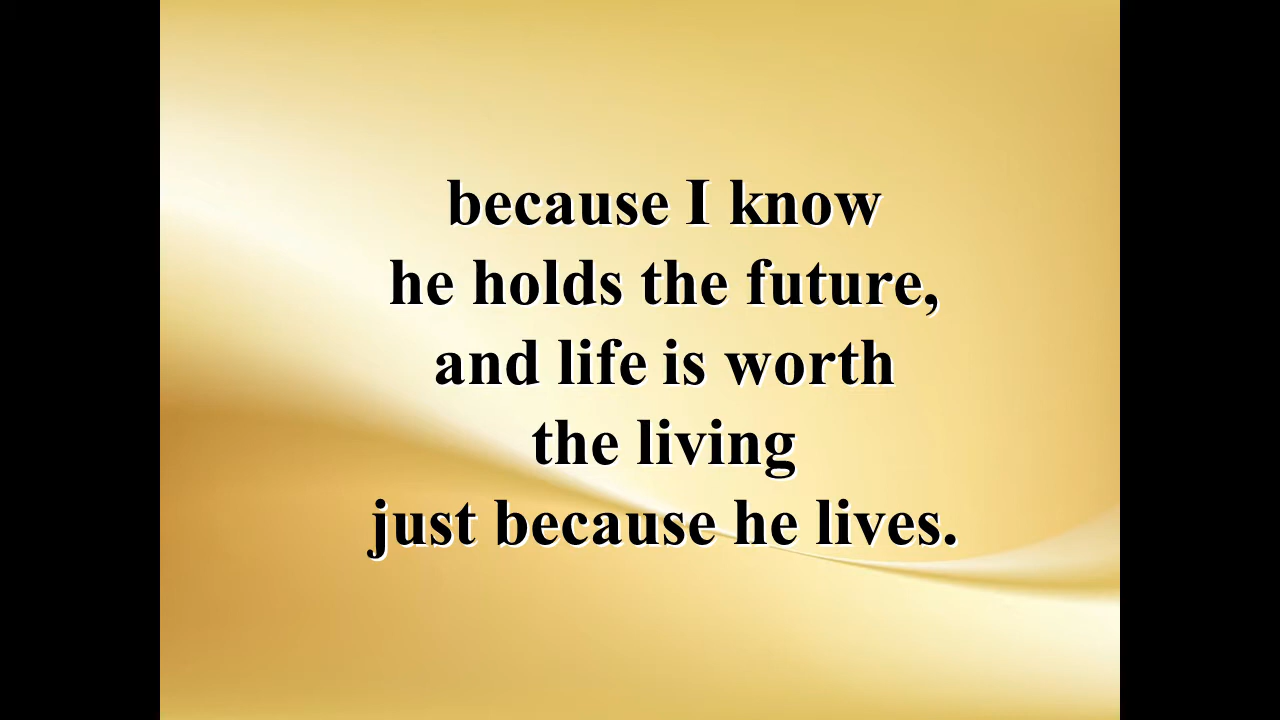 because I know
he holds the future,
and life is worth
the living
just because he lives.